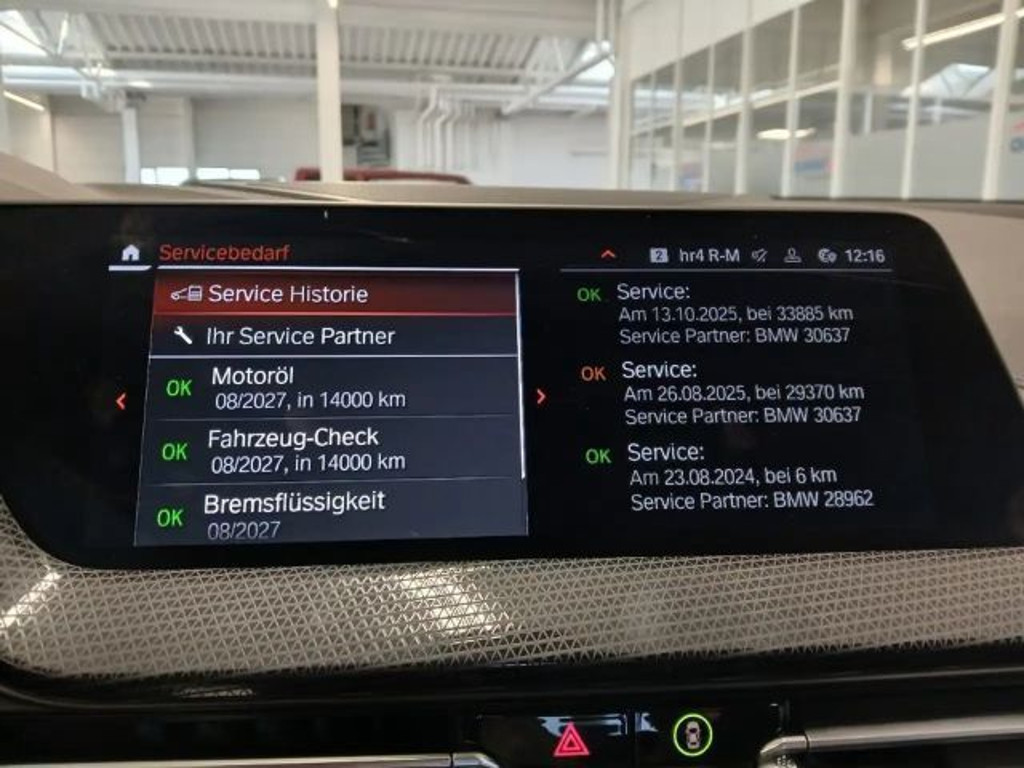 Servicebedarf
2 hr4 R-M 12:16
Service Historie
Ihr Service Partner
OK Motoröl
08/2027, in 14000 km
OK Fahrzeug-Check
08/2027, in 14000 km
OK Bremsflüssigkeit
08/2027
OK Service:
Am 13.10.2025, bei 33885 km
Service Partner: BMW 30637
OK Service:
Am 26.08.2025, bei 29370 km
Service Partner: BMW 30637
OK Service:
Am 23.08.2024, bei 6 km
Service Partner: BMW 28962